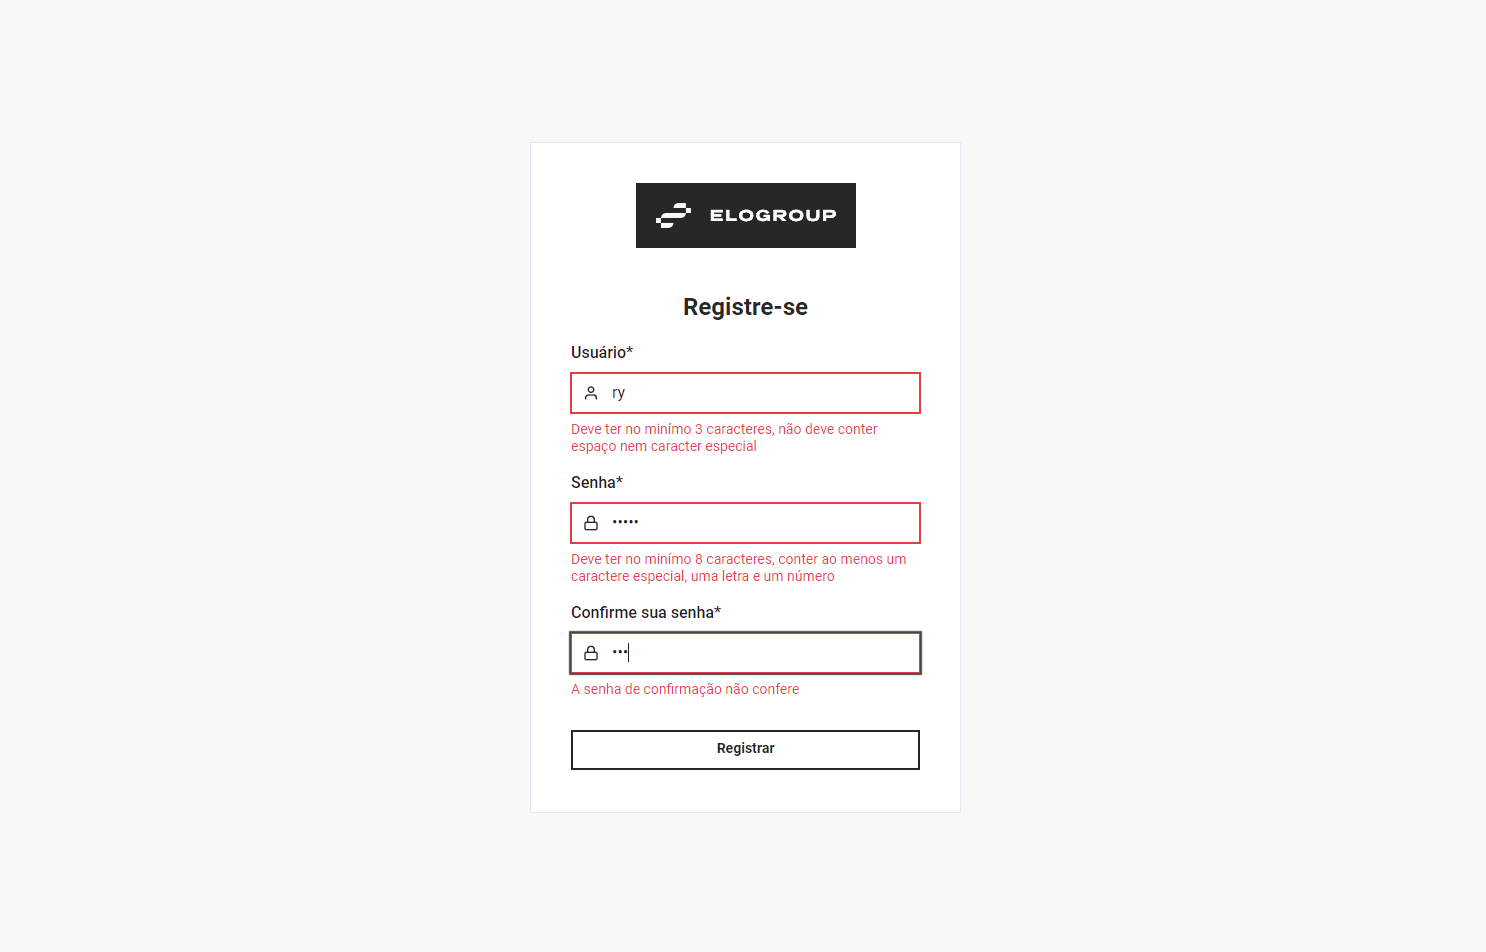 ELOGROUP
Registre-se
Usuário*
ry
Deve ter no minímo 3 caracteres, não deve conter
espaço nem caracter especial
Senha*
•••••
Deve ter no minímo 8 caracteres, conter ao menos um
caractere especial, uma letra e um número
Confirme sua senha*
•••
A senha de confirmação não confere
Registrar